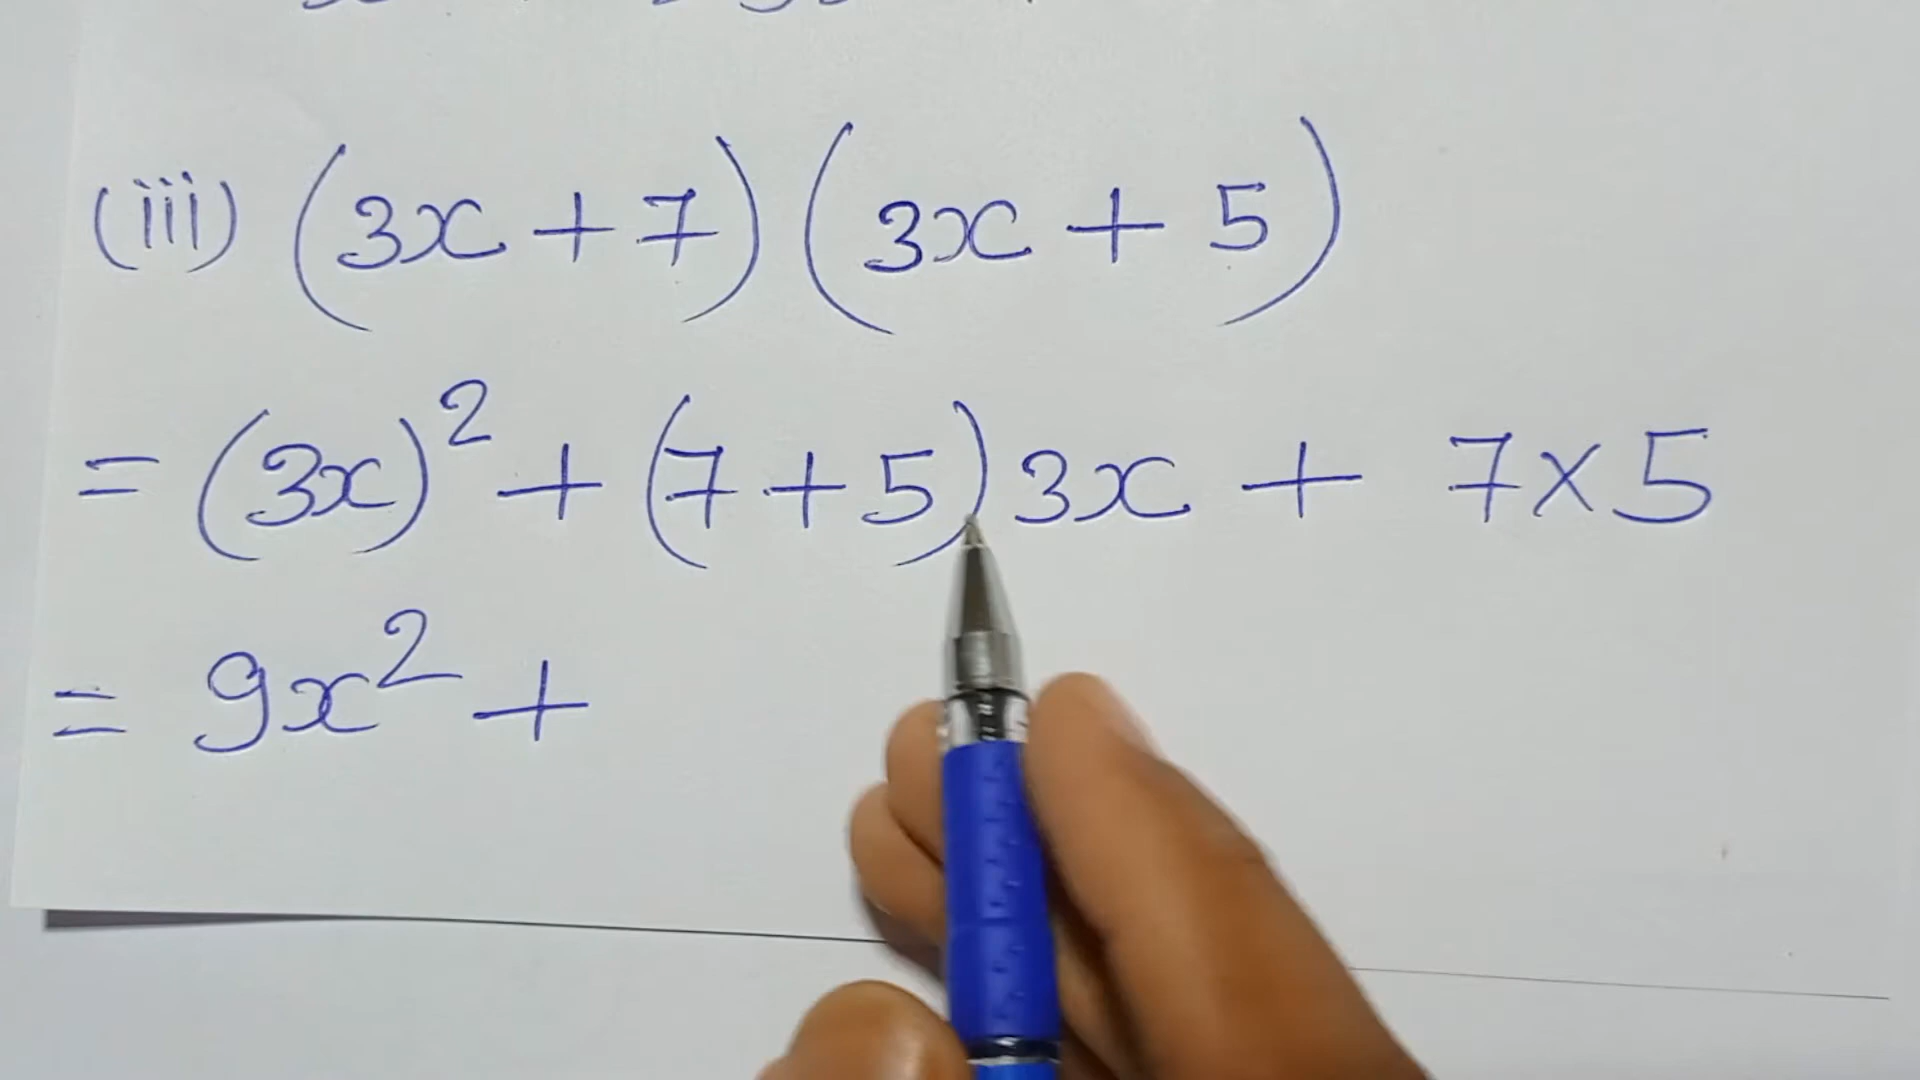 (iii) (3x + 7) (3x + 5)
= (3x)² + (7 + 5) 3x + 7 × 5
= 9x² +